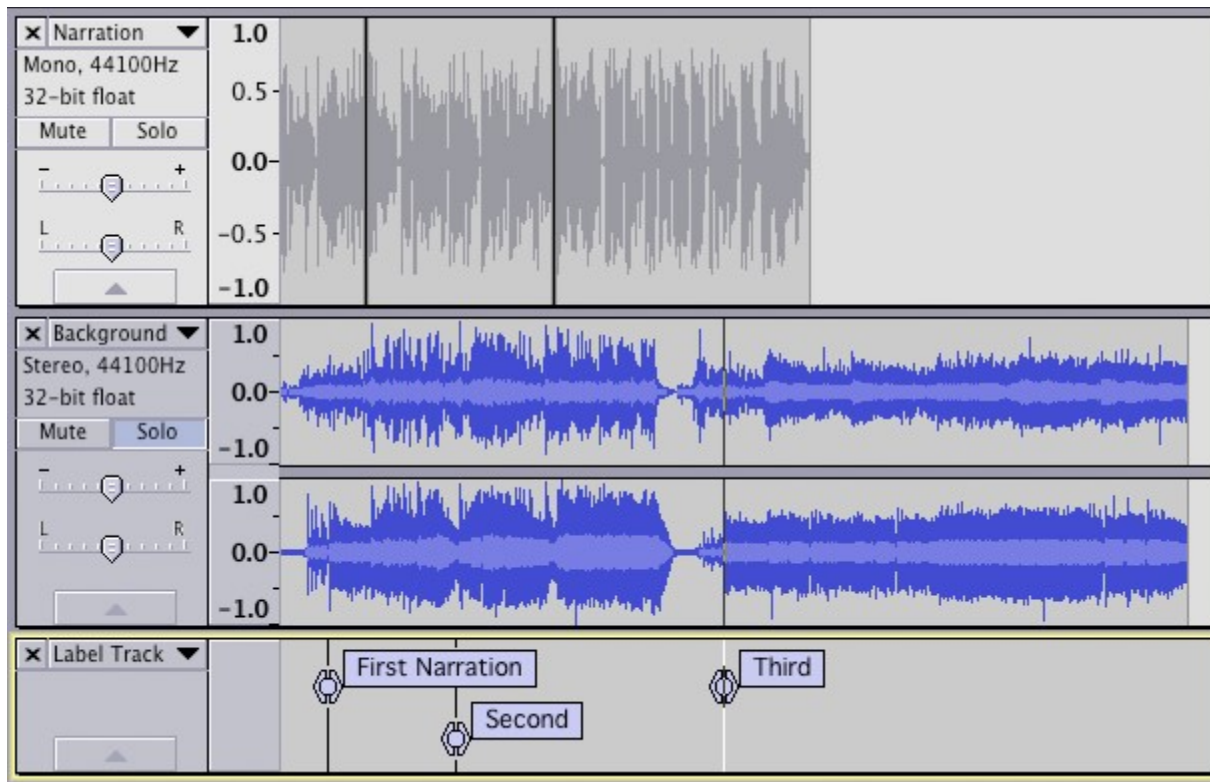 × Narration ▼
Mono, 44100Hz
32-bit float
Mute Solo
- +
L R
1.0
0.5-
0.0-
-0.5-
-1.0
× Background ▼
Stereo, 44100Hz
32-bit float
Mute Solo
- +
L R
1.0
0.0-
-1.0
1.0
0.0-
-1.0
× Label Track ▼
First Narration
Second
Third